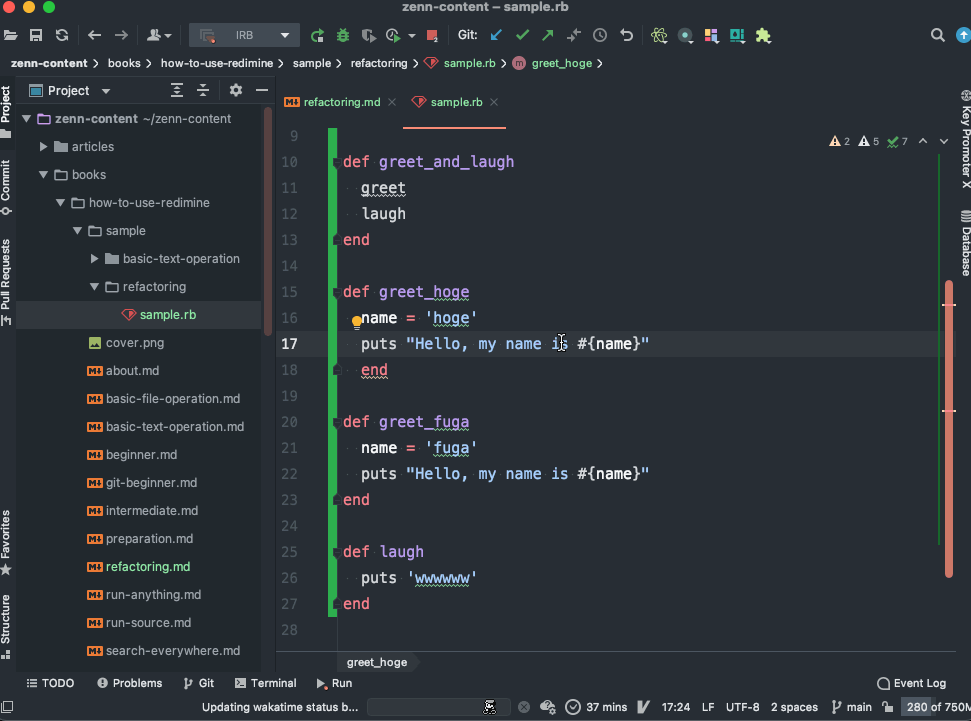 zenn-content – sample.rb
IRB
Git:
zenn-content books how-to-use-redimine sample refactoring sample.rb m greet_hoge
Project
refactoring.md
sample.rb
zenn-content ~/zenn-content
articles
books
how-to-use-redimine
sample
basic-text-operation
refactoring
sample.rb
cover.png
about.md
basic-file-operation.md
basic-text-operation.md
beginner.md
git-beginner.md
intermediate.md
preparation.md
refactoring.md
run-anything.md
run-source.md
search-everywhere.md
Project
Commit
Pull Requests
Favorites
Structure
2 5 7
9
10 def greet_and_laugh
11 greet
12 laugh
13 end
14
15 def greet_hoge
16 name = 'hoge'
17 puts "Hello, my name is #{name}"
18 end
19
20 def greet_fuga
21 name = 'fuga'
22 puts "Hello, my name is #{name}"
23 end
24
25 def laugh
26 puts 'wwwwww'
27 end
28
Key Promoter X
Database
greet_hoge
TODO Problems Git Terminal Run Event Log
Updating wakatime status b... 37 mins 17:24 LF UTF-8 2 spaces main 280 of 750M